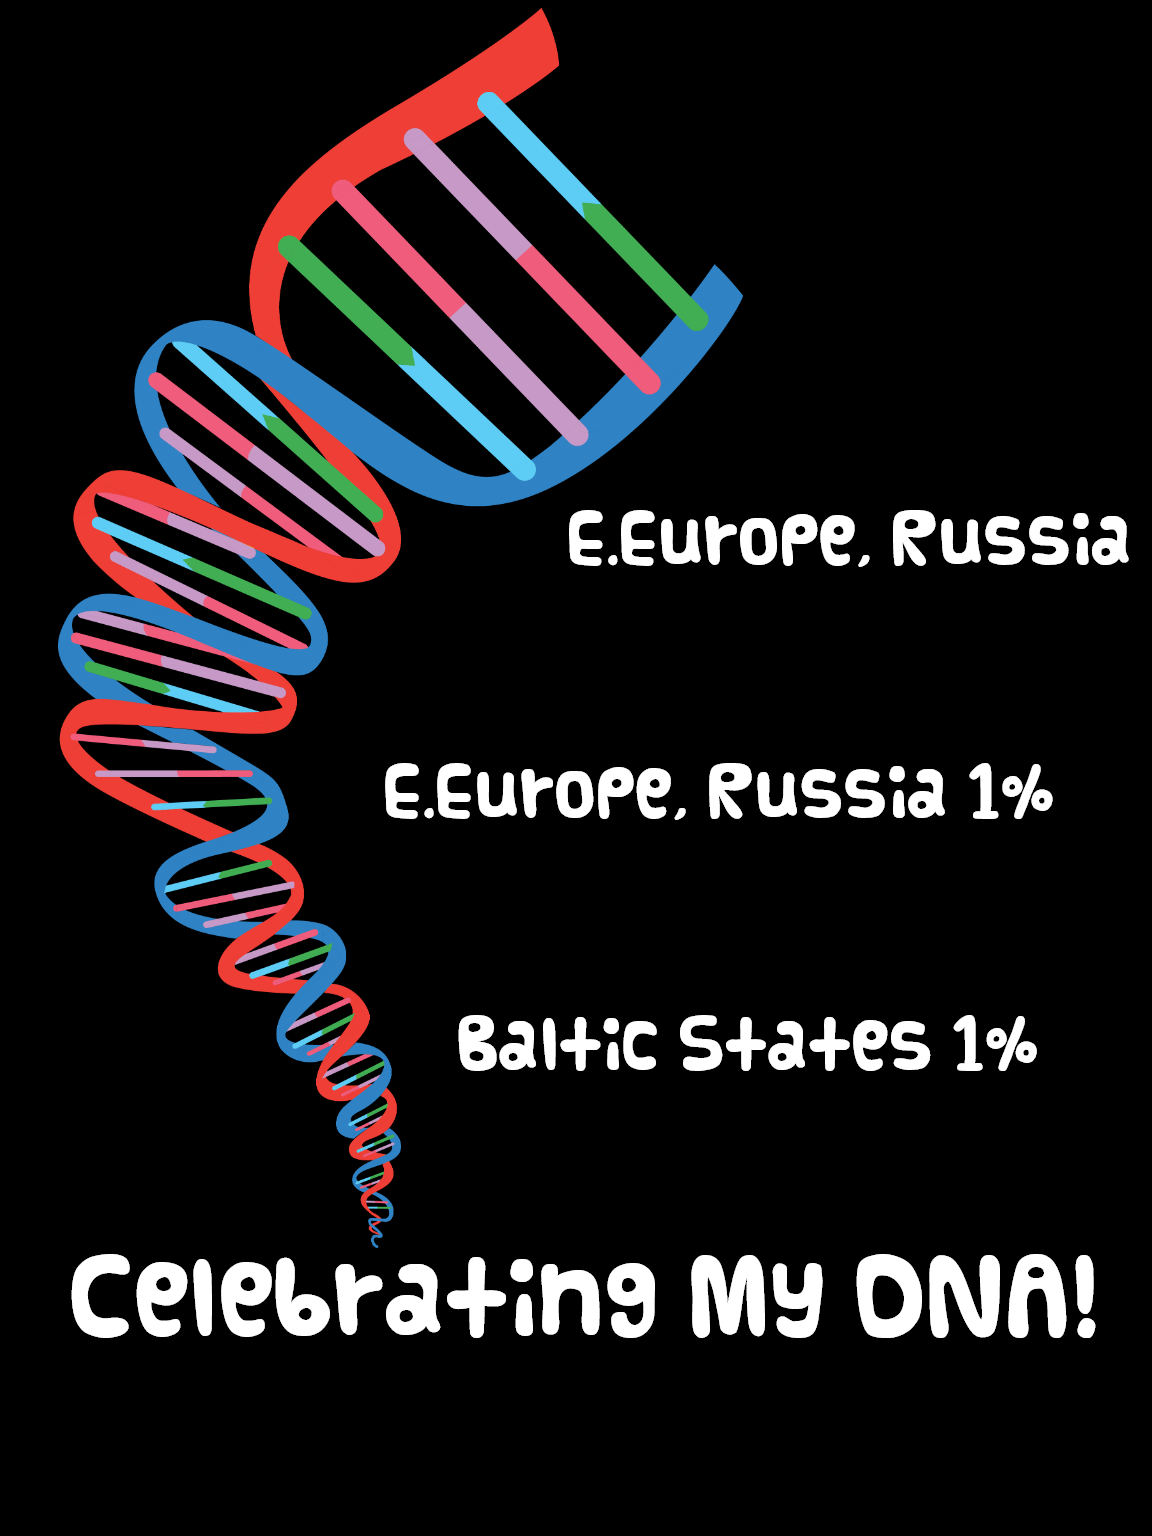 E.Europe, Russia
E.Europe, Russia 1%
Baltic States 1%
Celebrating My DNA!